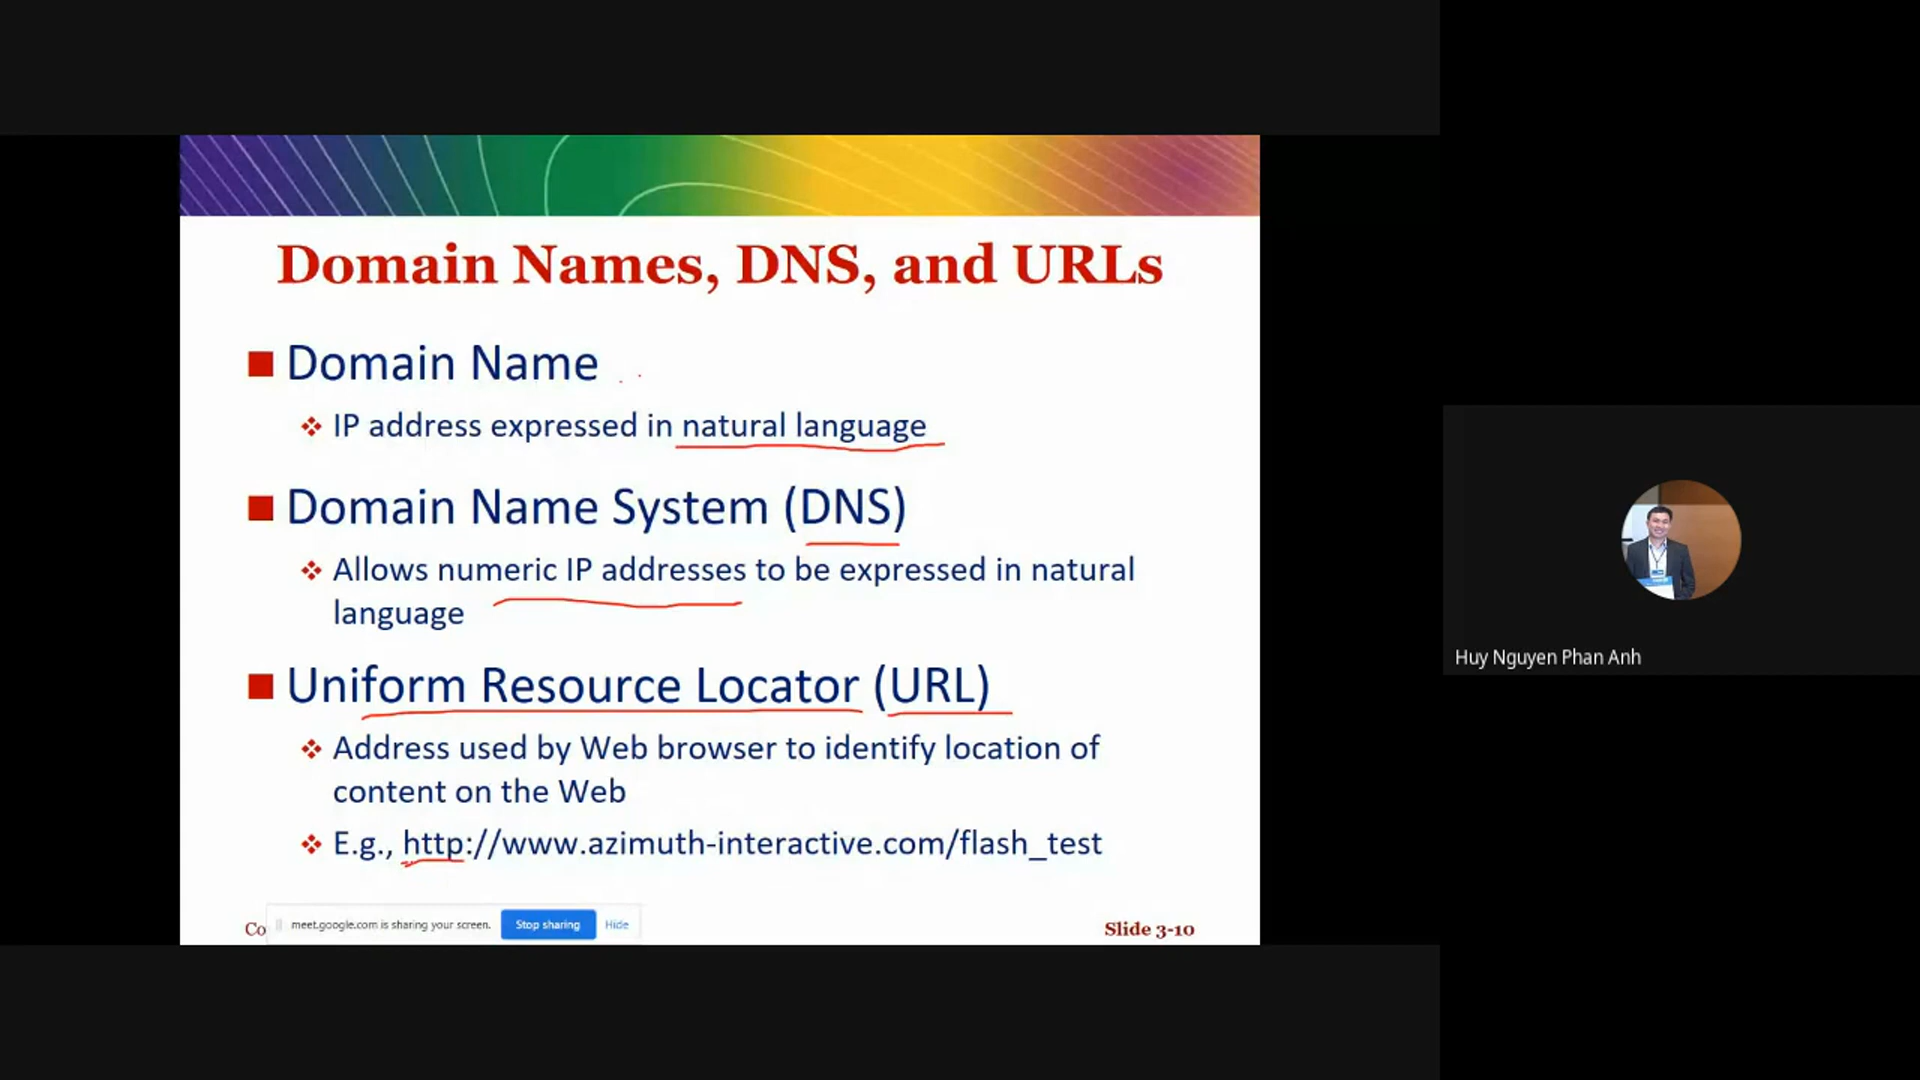 Domain Names, DNS, and URLs
Domain Name
IP address expressed in natural language
Domain Name System (DNS)
Allows numeric IP addresses to be expressed in natural
language
Uniform Resource Locator (URL)
Address used by Web browser to identify location of
content on the Web
E.g., http://www.azimuth-interactive.com/flash_test
Co
meet.google.com is sharing your screen.
Stop sharing
Hide
Slide 3-10
Huy Nguyen Phan Anh